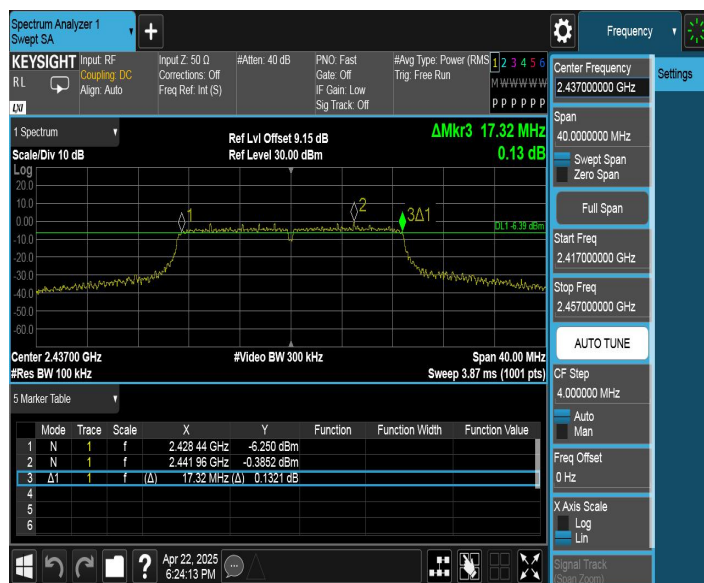 Spectrum Analyzer 1
Swept SA
+
Frequency
KEYSIGHT Input: RF
R L
Coupling: DC
Align: Auto
LXI
Input Z: 50 Ω
Corrections: Off
Freq Ref: Int (S)
#Atten: 40 dB
PNO: Fast
Gate: Off
IF Gain: Low
Sig Track: Off
#Avg Type: Power (RMS
Trig: Free Run
1 2 3 4 5 6
M W W W W W
P P P P P P
1 Spectrum
Scale/Div 10 dB
Ref Lvl Offset 9.15 dB
Ref Level 30.00 dBm
ΔMkr3 17.32 MHz
0.13 dB
Log
20.0
10.0
0.00
-10.0
-20.0
-30.0
-40.0
-50.0
-60.0
1
2
3Δ1
DL1 -6.39 dBm
Center 2.43700 GHz
#Video BW 300 kHz
Span 40.00 MHz
#Res BW 100 kHz
Sweep 3.87 ms (1001 pts)
5 Marker Table
Mode Trace Scale X Y Function Function Width Function Value
1 N 1 f 2.428 44 GHz -6.250 dBm
2 N 1 f 2.441 96 GHz -0.3852 dBm
3 Δ1 1 f (Δ) 17.32 MHz (Δ) 0.1321 dB
4
5
6
Apr 22, 2025
6:24:13 PM
?
Center Frequency
2.437000000 GHz
Settings
Span
40.0000000 MHz
Swept Span
Zero Span
Full Span
Start Freq
2.417000000 GHz
Stop Freq
2.457000000 GHz
AUTO TUNE
CF Step
4.000000 MHz
Auto
Man
Freq Offset
0 Hz
X Axis Scale
Log
Lin
Signal Track
(Span Zoom)